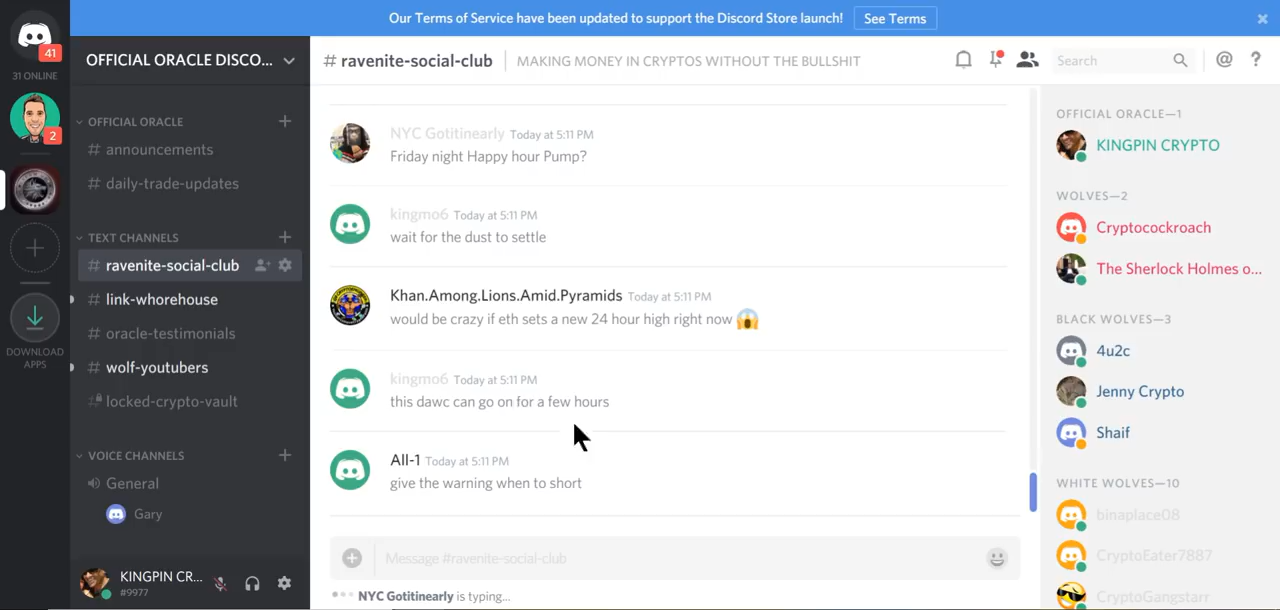 Our Terms of Service have been updated to support the Discord Store launch! See Terms
41
31 ONLINE
2
DOWNLOAD
APPS
OFFICIAL ORACLE DISCO...
OFFICIAL ORACLE
# announcements
# daily-trade-updates
TEXT CHANNELS
# ravenite-social-club
# link-whorehouse
# oracle-testimonials
# wolf-youtubers
# locked-crypto-vault
VOICE CHANNELS
General
Gary
KINGPIN CR...
#9977
# ravenite-social-club MAKING MONEY IN CRYPTOS WITHOUT THE BULLSHIT
Search
NYC Gotitinearly Today at 5:11 PM
Friday night Happy hour Pump?
kingmo6 Today at 5:11 PM
wait for the dust to settle
Khan.Among.Lions.Amid.Pyramids Today at 5:11 PM
would be crazy if eth sets a new 24 hour high right now 😱
kingmo6 Today at 5:11 PM
this dawc can go on for a few hours
All-1 Today at 5:11 PM
give the warning when to short
Message #ravenite-social-club
NYC Gotitinearly is typing...
OFFICIAL ORACLE—1
KINGPIN CRYPTO
WOLVES—2
Cryptocockroach
The Sherlock Holmes o...
BLACK WOLVES—3
4u2c
Jenny Crypto
Shaif
WHITE WOLVES—10
binaplace08
CryptoEater7887
CryptoGangstarr